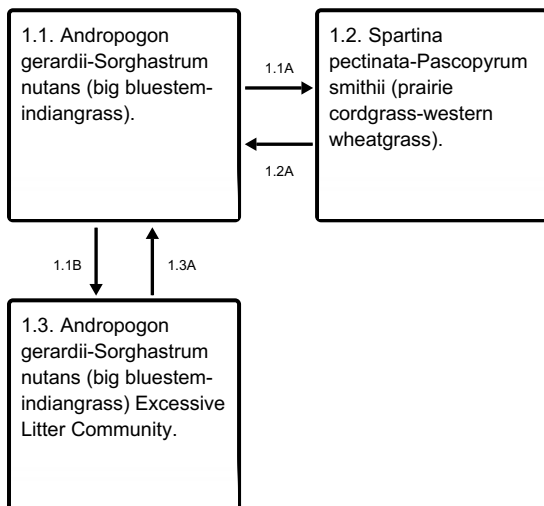 1.1. Andropogon
gerardii-Sorghastrum
nutans (big bluestem-
indiangrass).
1.1A
1.2. Spartina
pectinata-Pascopyrum
smithii (prairie
cordgrass-western
wheatgrass).
1.2A
1.1B
1.3A
1.3. Andropogon
gerardii-Sorghastrum
nutans (big bluestem-
indiangrass) Excessive
Litter Community.